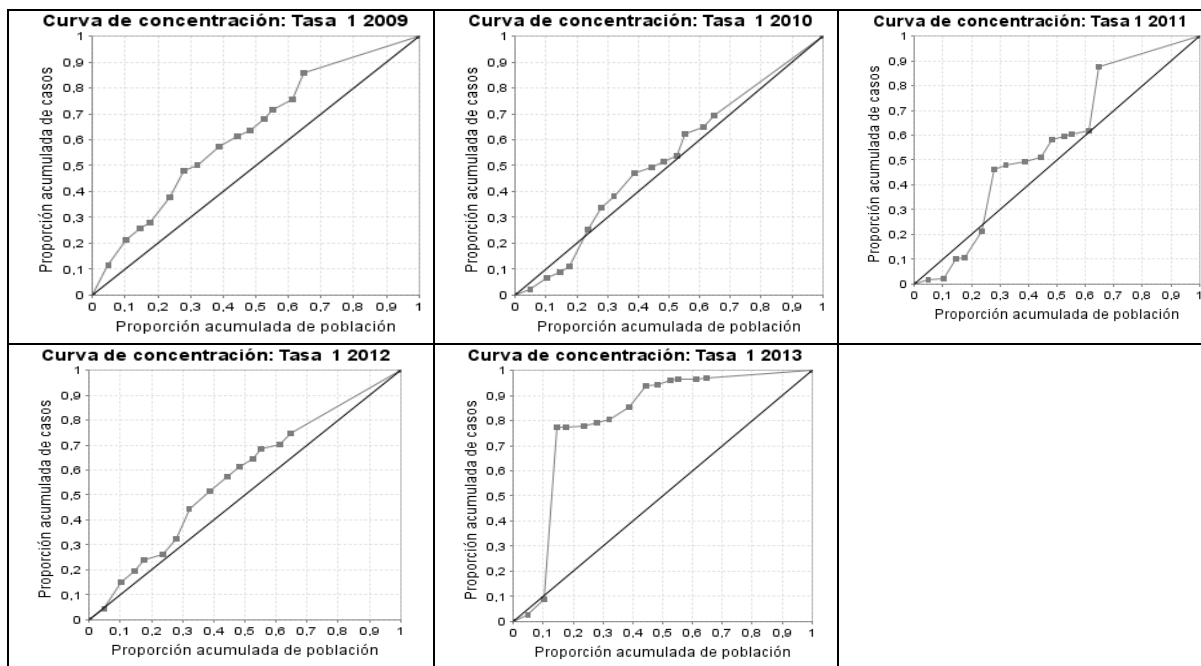 Curva de concentración: Tasa 1 2009
1
0,9
0,8
0,7
0,6
0,5
0,4
0,3
0,2
0,1
0
Proporción acumulada de casos
0 0,1 0,2 0,3 0,4 0,5 0,6 0,7 0,8 0,9 1
Proporción acumulada de población
Curva de concentración: Tasa 1 2010
1
0,9
0,8
0,7
0,6
0,5
0,4
0,3
0,2
0,1
0
Proporción acumulada de casos
0 0,1 0,2 0,3 0,4 0,5 0,6 0,7 0,8 0,9 1
Proporción acumulada de población
Curva de concentración: Tasa 1 2011
1
0,9
0,8
0,7
0,6
0,5
0,4
0,3
0,2
0,1
0
Proporción acumulada de casos
0 0,1 0,2 0,3 0,4 0,5 0,6 0,7 0,8 0,9 1
Proporción acumulada de población
Curva de concentración: Tasa 1 2012
1
0,9
0,8
0,7
0,6
0,5
0,4
0,3
0,2
0,1
0
Proporción acumulada de casos
0 0,1 0,2 0,3 0,4 0,5 0,6 0,7 0,8 0,9 1
Proporción acumulada de población
Curva de concentración: Tasa 1 2013
1
0,9
0,8
0,7
0,6
0,5
0,4
0,3
0,2
0,1
0
Proporción acumulada de casos
0 0,1 0,2 0,3 0,4 0,5 0,6 0,7 0,8 0,9 1
Proporción acumulada de población